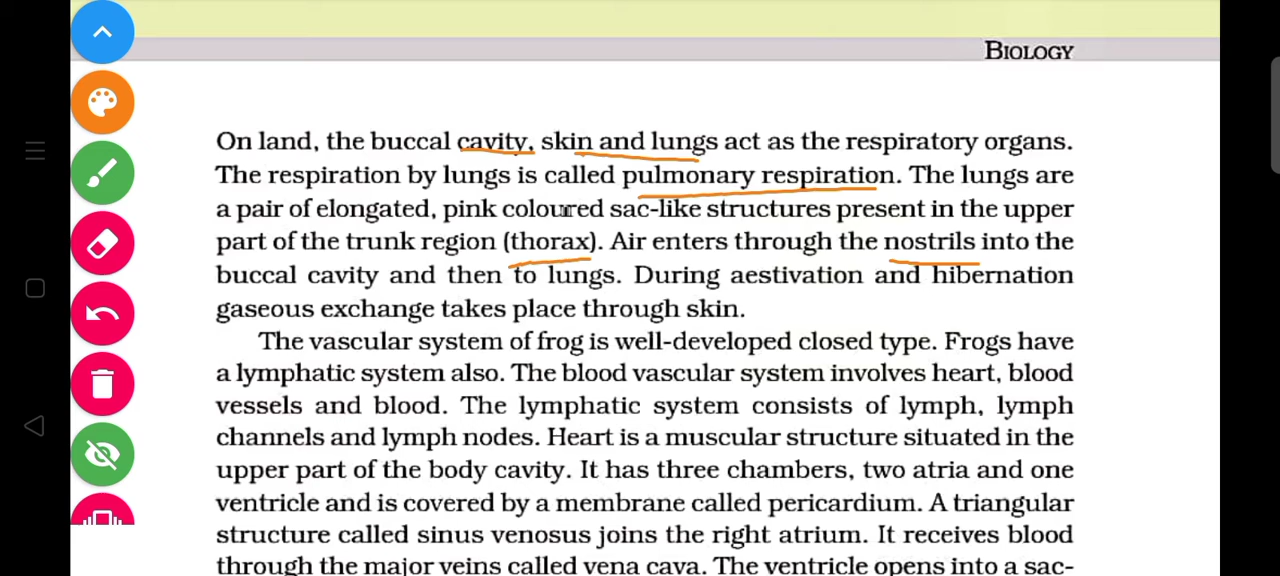 BIOLOGY
On land, the buccal cavity, skin and lungs act as the respiratory organs.
The respiration by lungs is called pulmonary respiration. The lungs are
a pair of elongated, pink coloured sac-like structures present in the upper
part of the trunk region (thorax). Air enters through the nostrils into the
buccal cavity and then to lungs. During aestivation and hibernation
gaseous exchange takes place through skin.
The vascular system of frog is well-developed closed type. Frogs have
a lymphatic system also. The blood vascular system involves heart, blood
vessels and blood. The lymphatic system consists of lymph, lymph
channels and lymph nodes. Heart is a muscular structure situated in the
upper part of the body cavity. It has three chambers, two atria and one
ventricle and is covered by a membrane called pericardium. A triangular
structure called sinus venosus joins the right atrium. It receives blood
through the major veins called vena cava. The ventricle opens into a sac-